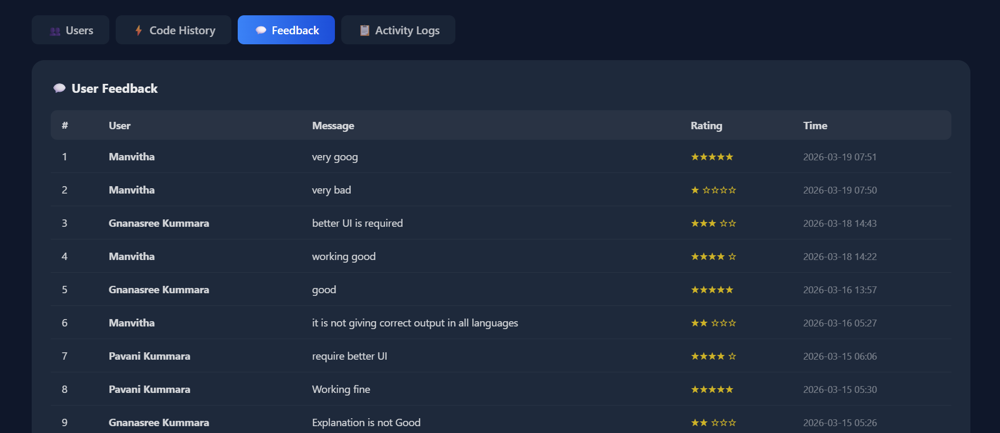 👥 Users ⚡ Code History 💬 Feedback 📋 Activity Logs
💬 User Feedback
# User Message Rating Time
1 Manvitha very goog ★★★★★ 2026-03-19 07:51
2 Manvitha very bad ★☆☆☆☆ 2026-03-19 07:50
3 Gnanasree Kummara better UI is required ★★★☆☆ 2026-03-18 14:43
4 Manvitha working good ★★★★☆ 2026-03-18 14:22
5 Gnanasree Kummara good ★★★★★ 2026-03-16 13:57
6 Manvitha it is not giving correct output in all languages ★★☆☆☆ 2026-03-16 05:27
7 Pavani Kummara require better UI ★★★★☆ 2026-03-15 06:06
8 Pavani Kummara Working fine ★★★★★ 2026-03-15 05:30
9 Gnanasree Kummara Explanation is not Good ★★☆☆☆ 2026-03-15 05:26